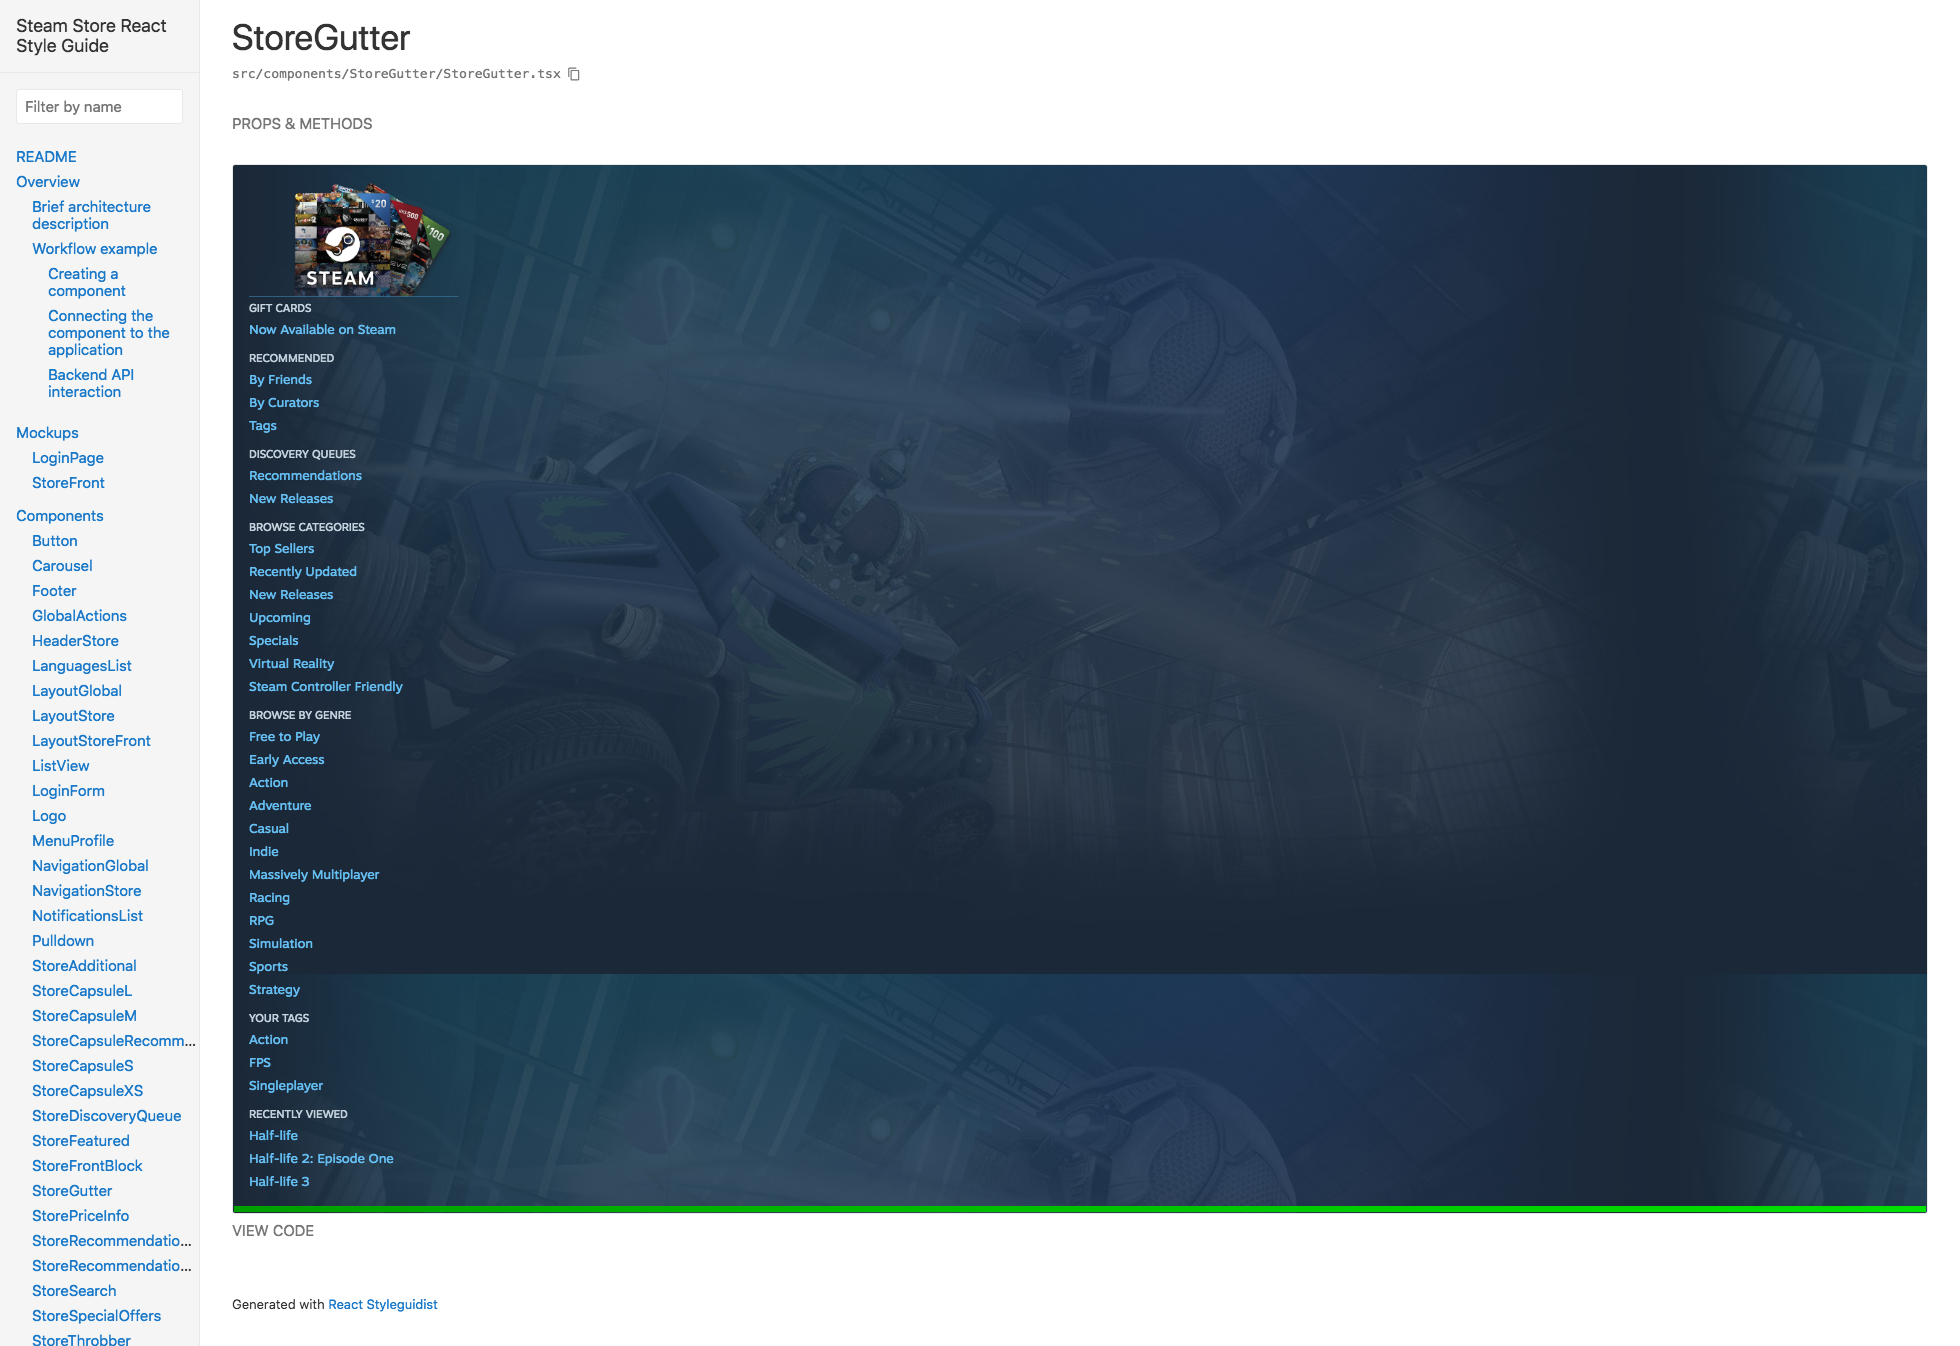 Steam Store React
Style Guide
Filter by name
README
Overview
Brief architecture
description
Workflow example
Creating a
component
Connecting the
component to the
application
Backend API
interaction
Mockups
LoginPage
StoreFront
Components
Button
Carousel
Footer
GlobalActions
HeaderStore
LanguagesList
LayoutGlobal
LayoutStore
LayoutStoreFront
ListView
LoginForm
Logo
MenuProfile
NavigationGlobal
NavigationStore
NotificationsList
Pulldown
StoreAdditional
StoreCapsuleL
StoreCapsuleM
StoreCapsuleRecomm...
StoreCapsuleS
StoreCapsuleXS
StoreDiscoveryQueue
StoreFeatured
StoreFrontBlock
StoreGutter
StorePriceInfo
StoreRecommendatio...
StoreRecommendatio...
StoreSearch
StoreSpecialOffers
StoreThrobber
StoreGutter
src/components/StoreGutter/StoreGutter.tsx
PROPS & METHODS
STEAM
GIFT CARDS
Now Available on Steam
RECOMMENDED
By Friends
By Curators
Tags
DISCOVERY QUEUES
Recommendations
New Releases
BROWSE CATEGORIES
Top Sellers
Recently Updated
New Releases
Upcoming
Specials
Virtual Reality
Steam Controller Friendly
BROWSE BY GENRE
Free to Play
Early Access
Action
Adventure
Casual
Indie
Massively Multiplayer
Racing
RPG
Simulation
Sports
Strategy
YOUR TAGS
Action
FPS
Singleplayer
RECENTLY VIEWED
Half-life
Half-life 2: Episode One
Half-life 3
VIEW CODE
Generated with React Styleguidist